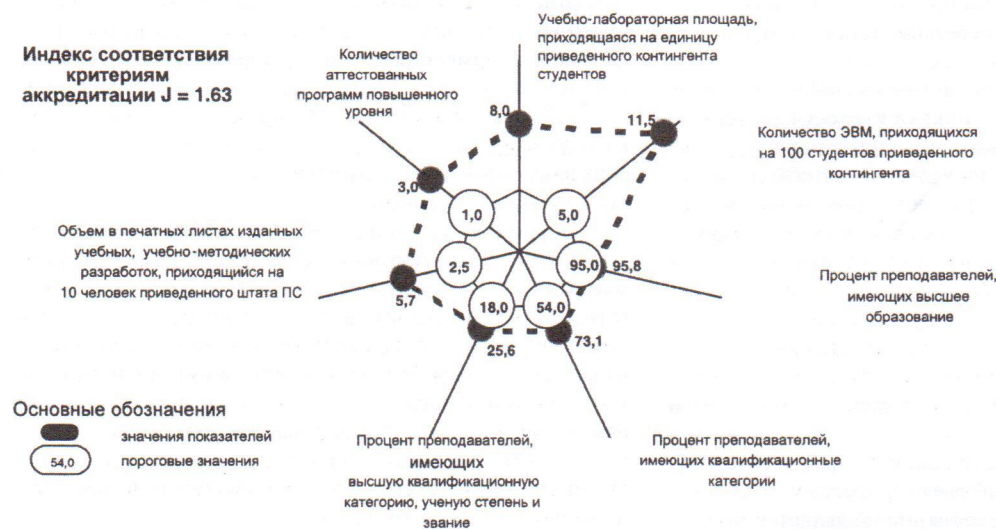 Индекс соответствия
критериям
аккредитации J = 1.63
Количество
аттестованных
программ повышенного
уровня
Учебно-лабораторная площадь,
приходящаяся на единицу
приведенного контингента
студентов
8,0
11,5
Количество ЭВМ, приходящихся
на 100 студентов приведенного
контингента
3,0
1,0
5,0
Объем в печатных листах изданных
учебных, учебно-методических
разработок, приходящийся на
10 человек приведенного штата ПС
2,5
95,0
95,8
5,7
18,0
54,0
Процент преподавателей,
имеющих высшее
образование
25,6
73,1
Основные обозначения
значения показателей
54,0
пороговые значения
Процент преподавателей,
имеющих
высшую квалификационную
категорию, ученую степень и
звание
Процент преподавателей,
имеющих квалификационные
категории